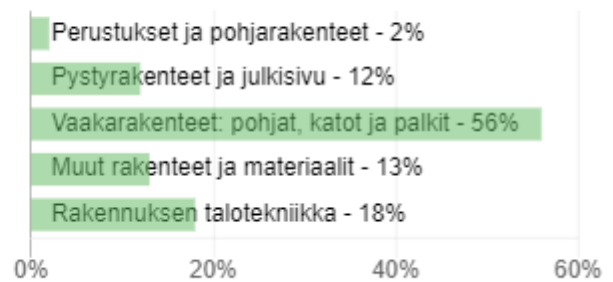 Perustukset ja pohjarakenteet - 2%
Pystyrakenteet ja julkisivu - 12%
Vaakarakenteet: pohjat, katot ja palkit - 56%
Muut rakenteet ja materiaalit - 13%
Rakennuksen talotekniikka - 18%
0% 20% 40% 60%